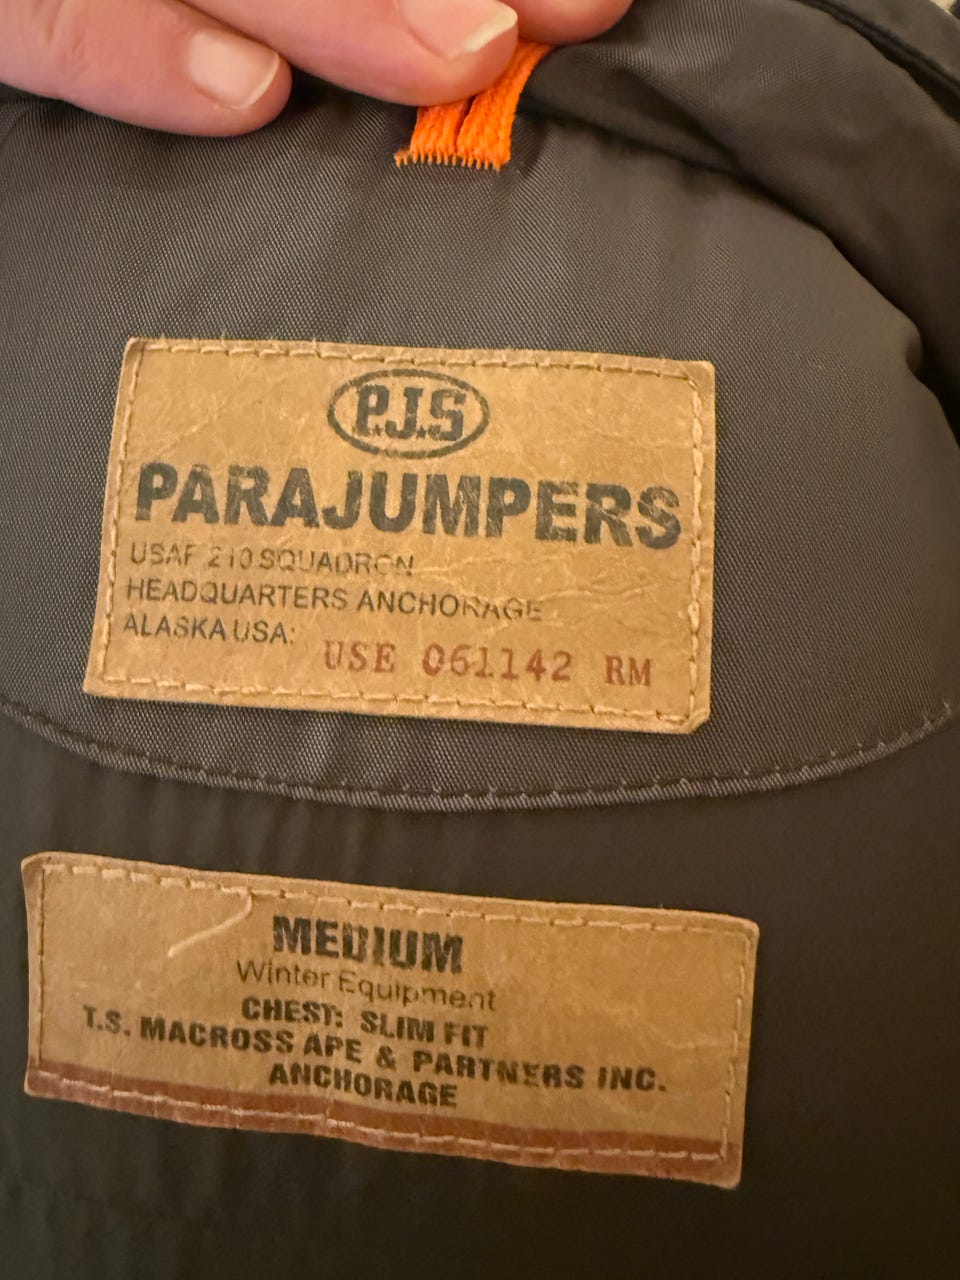 P.J.S
PARAJUMPERS
USAF 210 SQUADRON
HEADQUARTERS ANCHORAGE
ALASKA USA: USE 061142 RM
MEDIUM
Winter Equipment
CHEST: SLIM FIT
T.S. MACROSS APE & PARTNERS INC.
ANCHORAGE